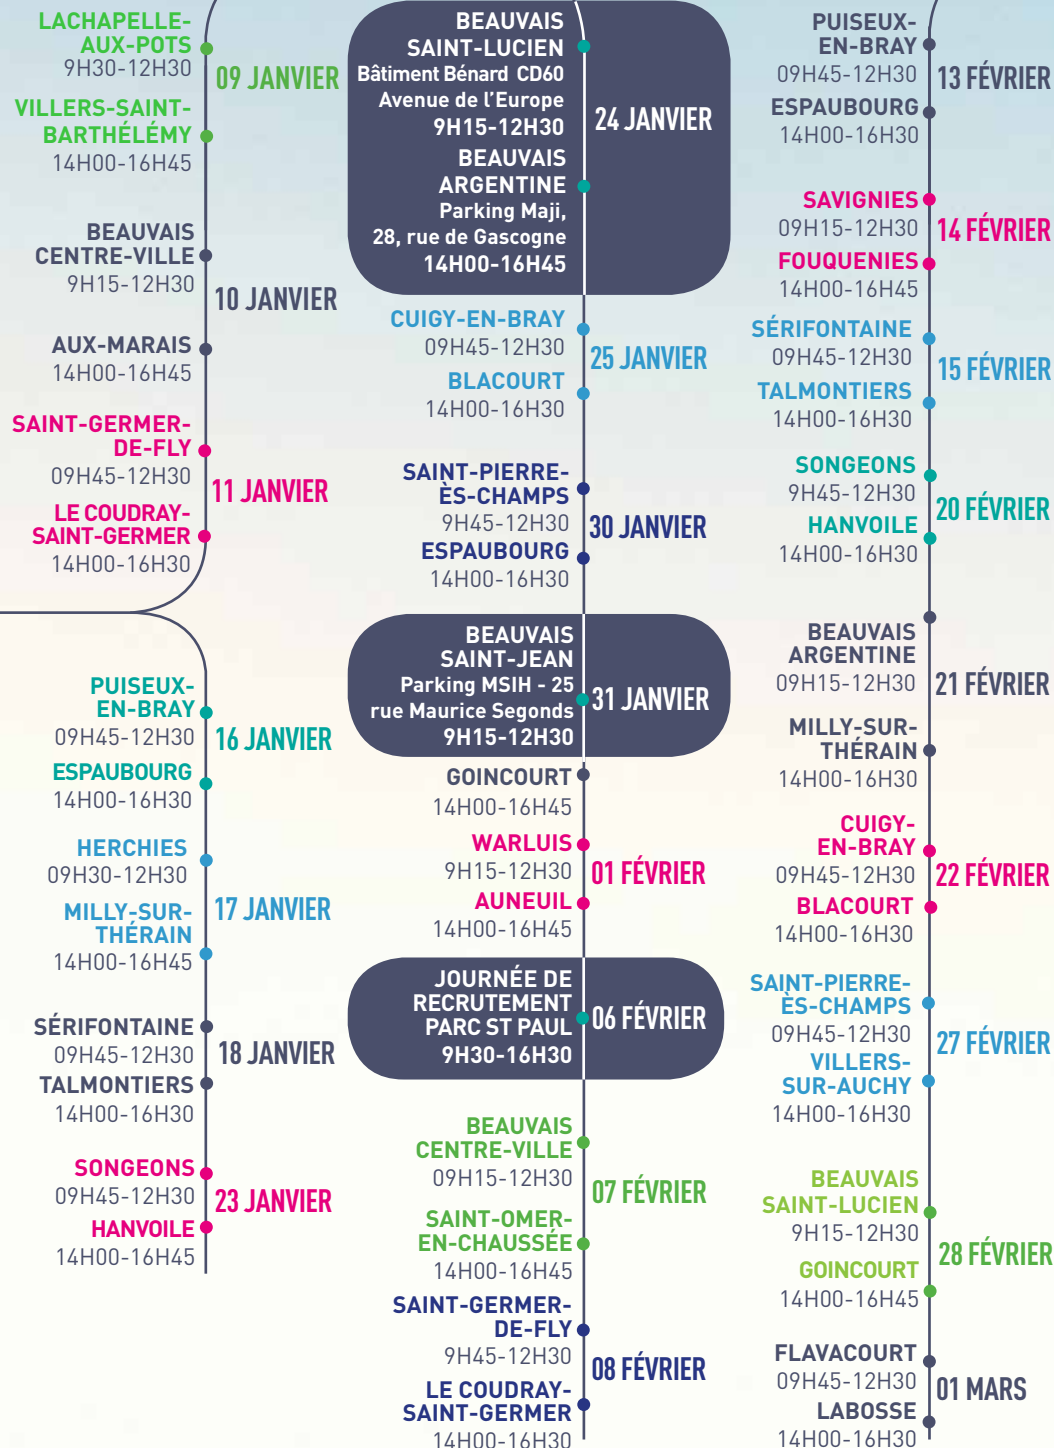 LACHAPELLE-
AUX-POTS
9H30-12H30
09 JANVIER
VILLERS-SAINT-
BARTHÉLÉMY
14H00-16H45
BEAUVAIS
CENTRE-VILLE
9H15-12H30
10 JANVIER
AUX-MARAIS
14H00-16H45
SAINT-GERMER-
DE-FLY
09H45-12H30
11 JANVIER
LE COUDRAY-
SAINT-GERMER
14H00-16H30
PUISEUX-
EN-BRAY
09H45-12H30
16 JANVIER
ESPAUBOURG
14H00-16H30
HERCHIES
09H30-12H30
17 JANVIER
MILLY-SUR-
THÉRAIN
14H00-16H45
SÉRIFONTAINE
09H45-12H30
18 JANVIER
TALMONTIERS
14H00-16H30
SONGEONS
09H45-12H30
23 JANVIER
HANVOILE
14H00-16H45
BEAUVAIS
SAINT-LUCIEN
Bâtiment Bénard CD60
Avenue de l'Europe
9H15-12H30
24 JANVIER
BEAUVAIS
ARGENTINE
Parking Maji,
28, rue de Gascogne
14H00-16H45
CUIGY-EN-BRAY
09H45-12H30
25 JANVIER
BLACOURT
14H00-16H30
SAINT-PIERRE-
ÈS-CHAMPS
9H45-12H30
30 JANVIER
ESPAUBOURG
14H00-16H30
BEAUVAIS
SAINT-JEAN
Parking MSIH - 25
rue Maurice Segonds
9H15-12H30
31 JANVIER
GOINCOURT
14H00-16H45
WARLUIS
9H15-12H30
01 FÉVRIER
AUNEUIL
14H00-16H45
JOURNÉE DE
RECRUTEMENT
PARC ST PAUL
9H30-16H30
06 FÉVRIER
BEAUVAIS
CENTRE-VILLE
09H15-12H30
07 FÉVRIER
SAINT-OMER-
EN-CHAUSSÉE
14H00-16H45
SAINT-GERMER-
DE-FLY
9H45-12H30
08 FÉVRIER
LE COUDRAY-
SAINT-GERMER
14H00-16H30
PUISEUX-
EN-BRAY
09H45-12H30
13 FÉVRIER
ESPAUBOURG
14H00-16H30
SAVIGNIES
09H15-12H30
14 FÉVRIER
FOUQUENIES
14H00-16H45
SÉRIFONTAINE
09H45-12H30
15 FÉVRIER
TALMONTIERS
14H00-16H30
SONGEONS
9H45-12H30
20 FÉVRIER
HANVOILE
14H00-16H30
BEAUVAIS
ARGENTINE
09H15-12H30
21 FÉVRIER
MILLY-SUR-
THÉRAIN
14H00-16H30
CUIGY-
EN-BRAY
09H45-12H30
22 FÉVRIER
BLACOURT
14H00-16H30
SAINT-PIERRE-
ÈS-CHAMPS
09H45-12H30
27 FÉVRIER
VILLERS-
SUR-AUCHY
14H00-16H30
BEAUVAIS
SAINT-LUCIEN
9H15-12H30
28 FÉVRIER
GOINCOURT
14H00-16H45
FLAVACOURT
09H45-12H30
01 MARS
LABOSSE
14H00-16H30